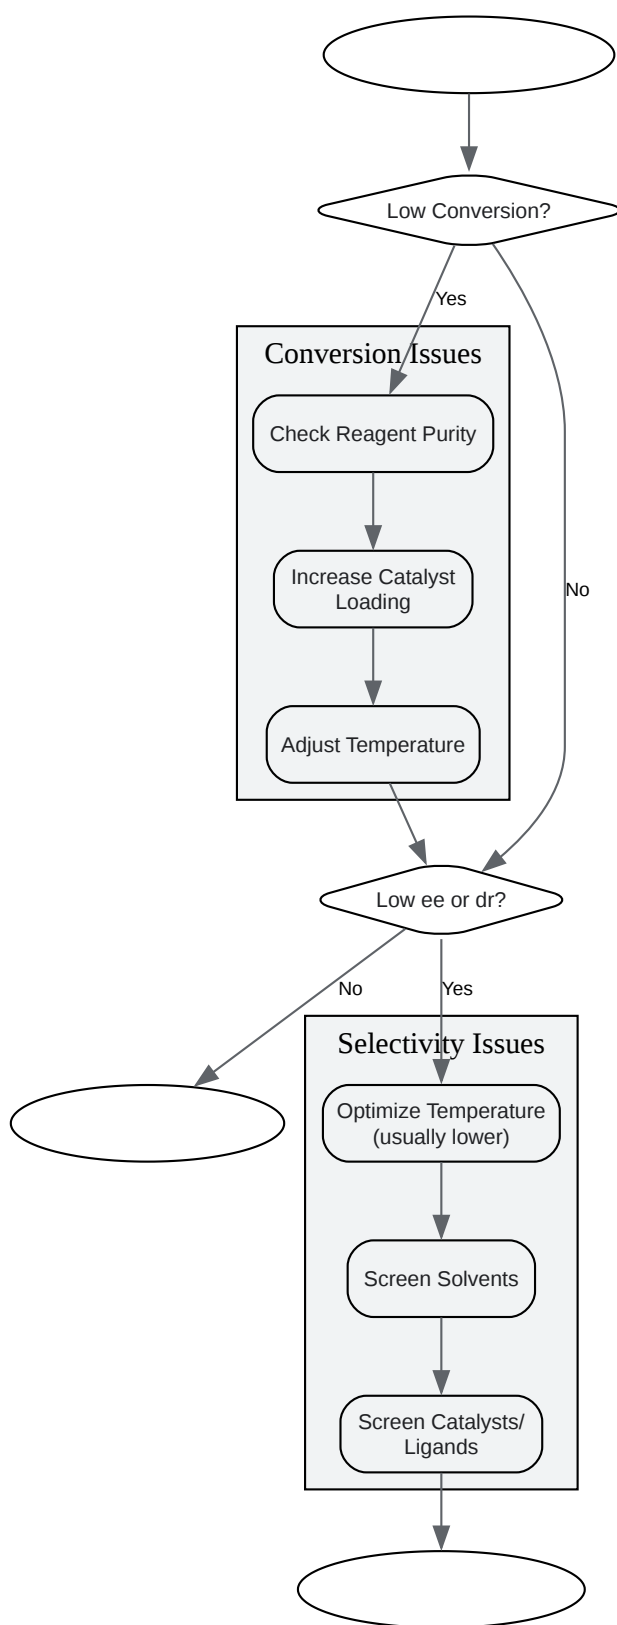 Low Conversion?
Yes
Conversion Issues
Check Reagent Purity
Increase Catalyst
Loading
No
Adjust Temperature
Low ee or dr?
No
Yes
Selectivity Issues
Optimize Temperature
(usually lower)
Screen Solvents
Screen Catalysts/
Ligands